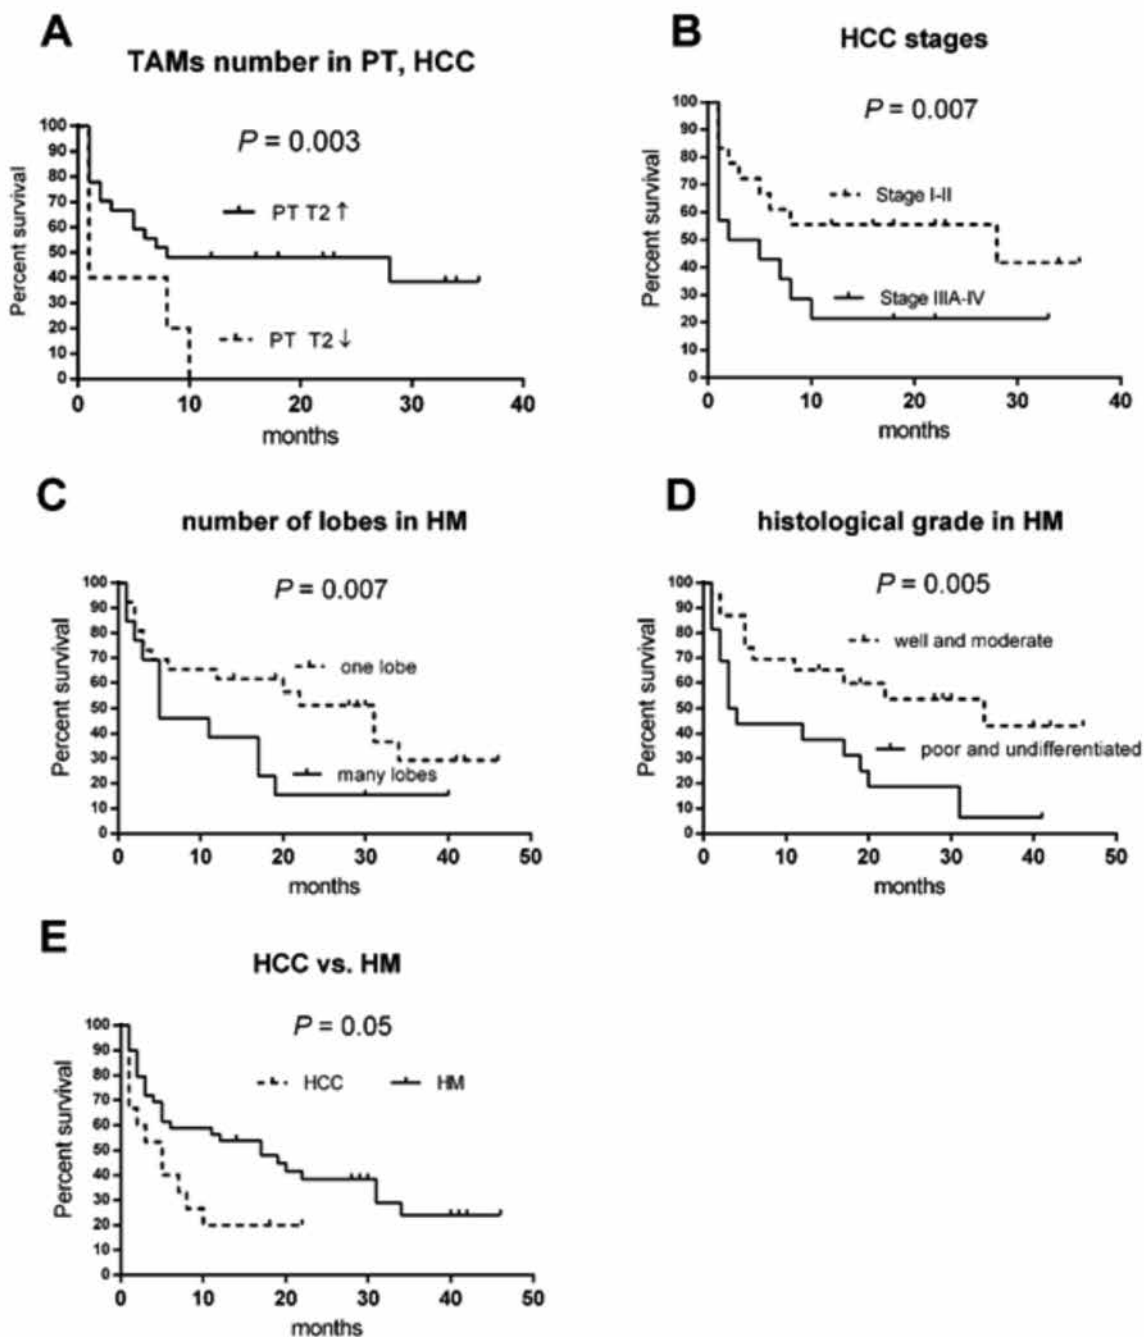 A
TAMs number in PT, HCC
P = 0.003
PT T2 ↑
PT T2 ↓
Percent survival
100
90
80
70
60
50
40
30
20
10
0
0 10 20 30 40
months
B
HCC stages
P = 0.007
Stage I-II
Stage IIIA-IV
Percent survival
100
90
80
70
60
50
40
30
20
10
0
0 10 20 30 40
months
C
number of lobes in HM
P = 0.007
one lobe
many lobes
Percent survival
100
90
80
70
60
50
40
30
20
10
0
0 10 20 30 40 50
months
D
histological grade in HM
P = 0.005
well and moderate
poor and undifferentiated
Percent survival
100
90
80
70
60
50
40
30
20
10
0
0 10 20 30 40 50
months
E
HCC vs. HM
P = 0.05
HCC HM
Percent survival
100
90
80
70
60
50
40
30
20
10
0
0 10 20 30 40 50
months